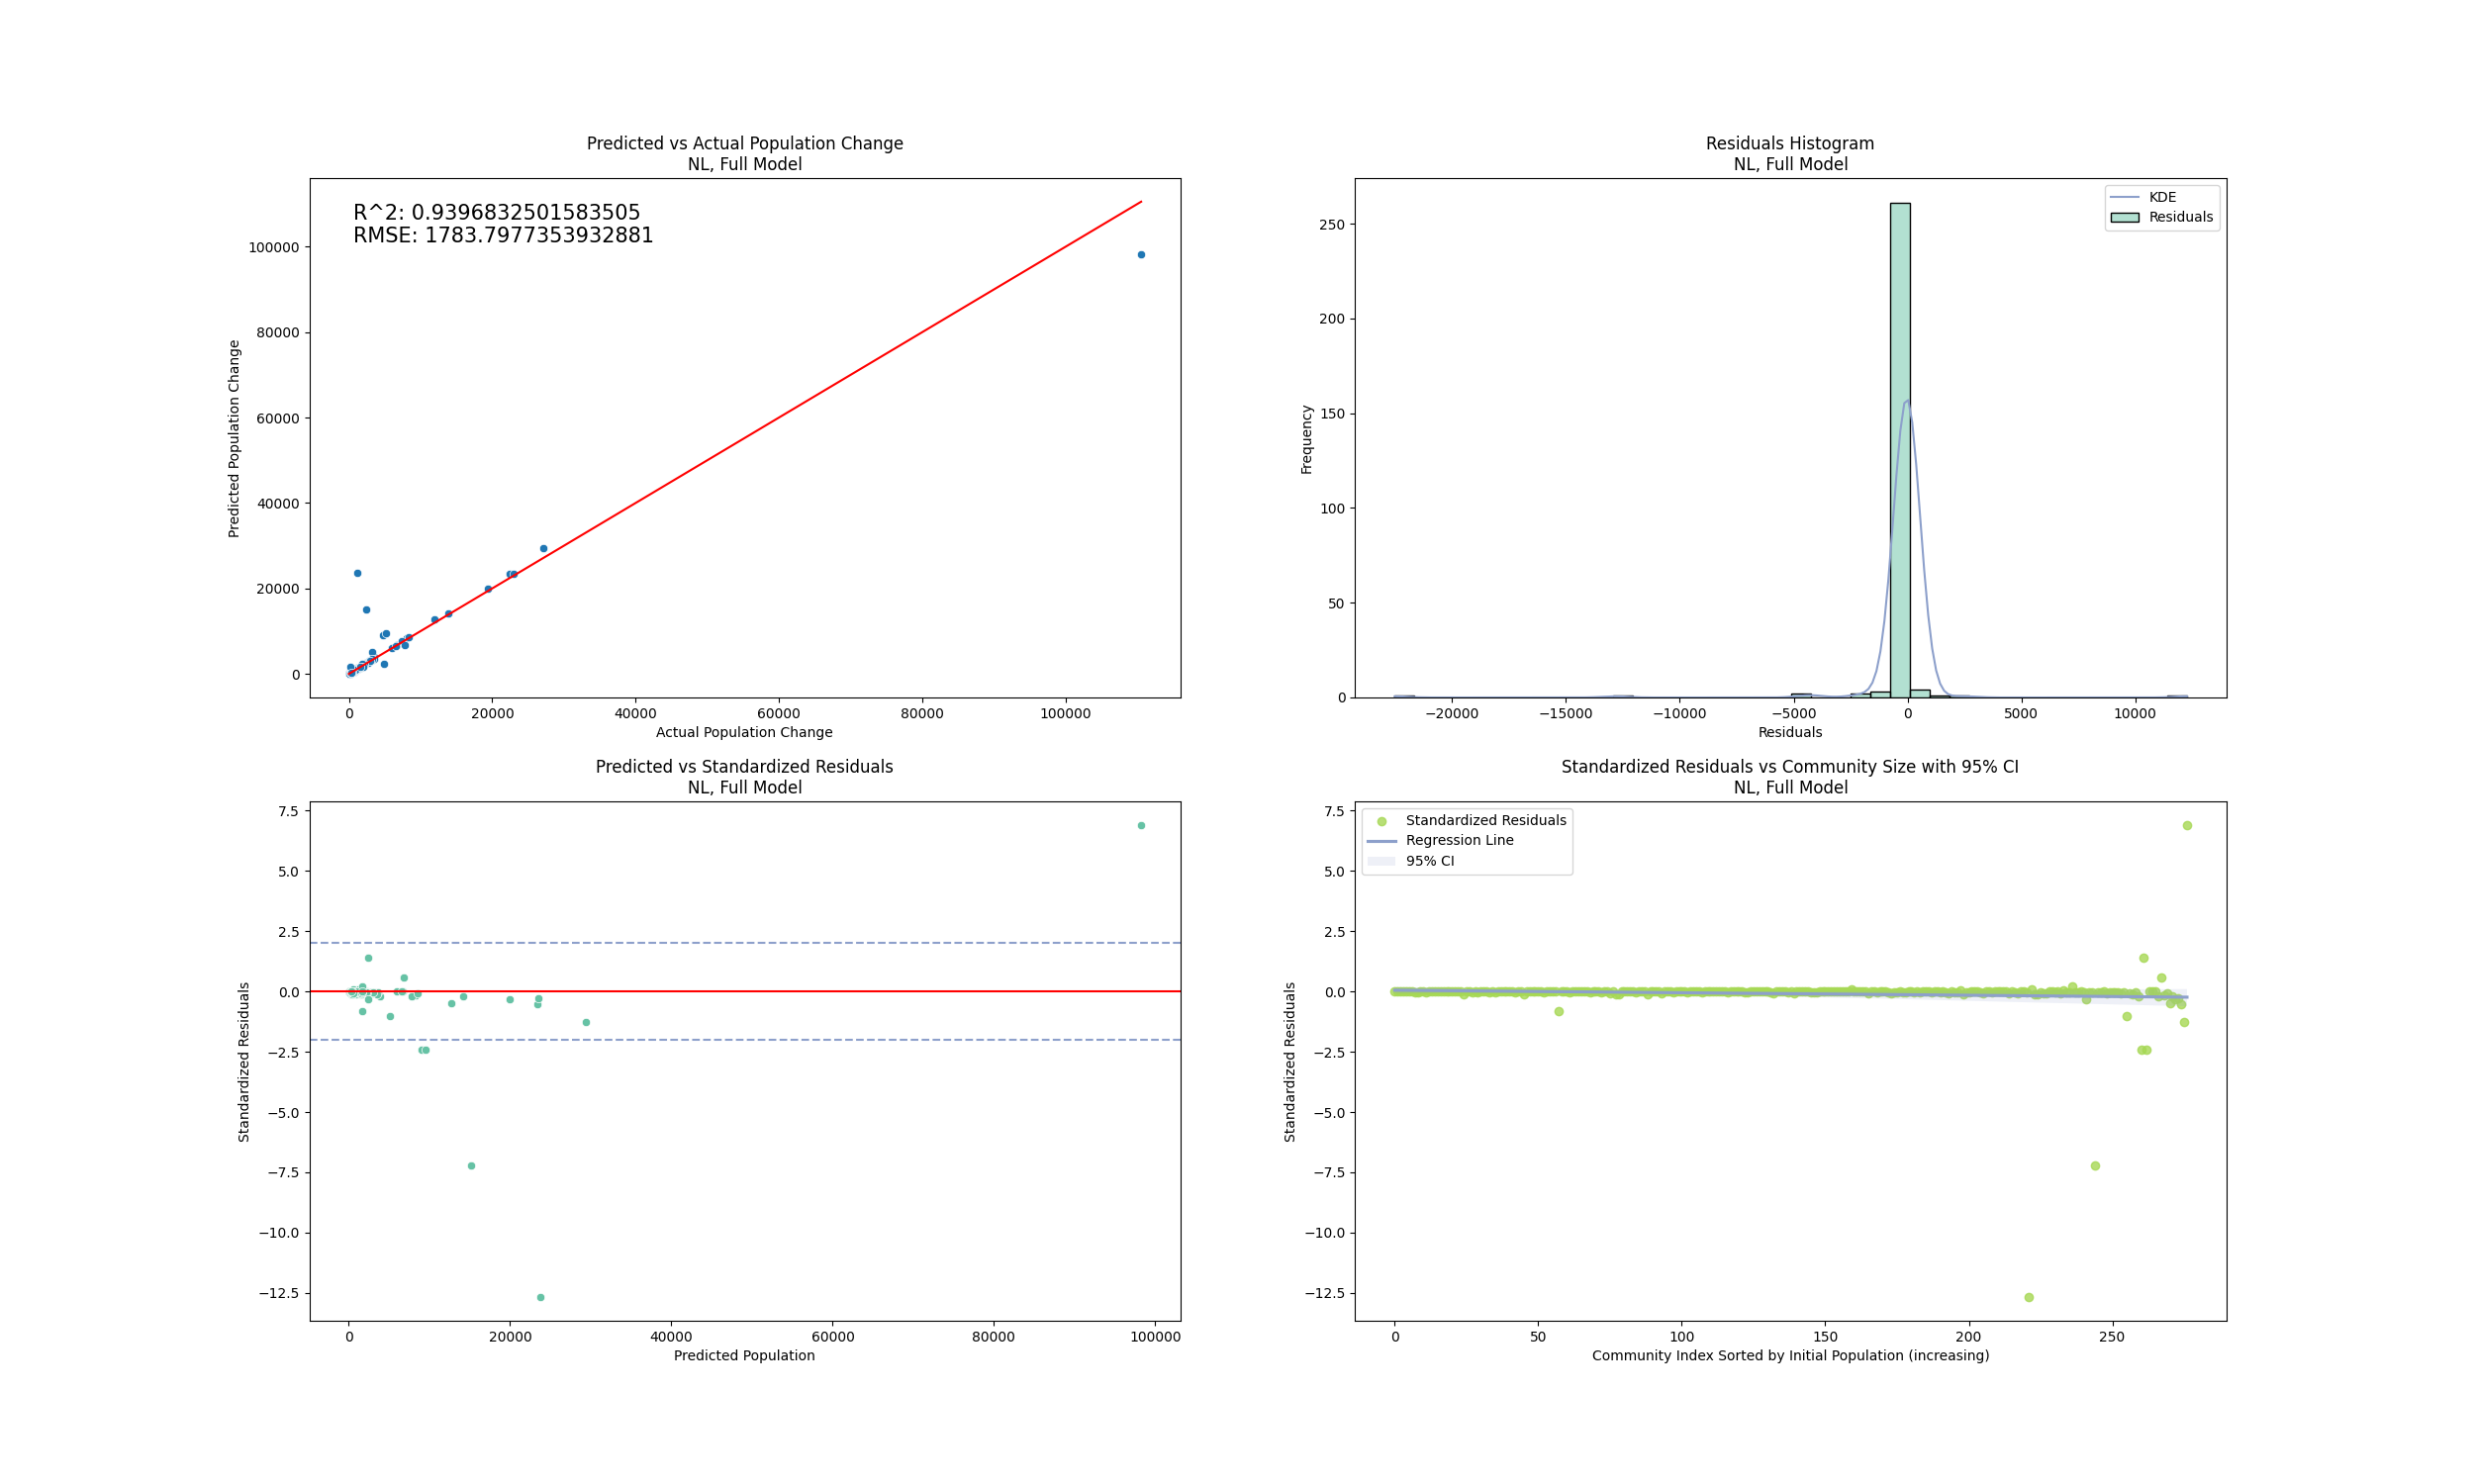 Predicted vs Actual Population Change
NL, Full Model
R^2: 0.9396832501583505
RMSE: 1783.7977353932881
100000
80000
60000
40000
20000
0
Predicted Population Change
0 20000 40000 60000 80000 100000
Actual Population Change
Residuals Histogram
NL, Full Model
KDE
Residuals
250
200
150
100
50
0
Frequency
−20000 −15000 −10000 −5000 0 5000 10000
Residuals
Predicted vs Standardized Residuals
NL, Full Model
7.5
5.0
2.5
0.0
−2.5
−5.0
−7.5
−10.0
−12.5
Standardized Residuals
0 20000 40000 60000 80000 100000
Predicted Population
Standardized Residuals vs Community Size with 95% CI
NL, Full Model
Standardized Residuals
Regression Line
95% CI
7.5
5.0
2.5
0.0
−2.5
−5.0
−7.5
−10.0
−12.5
Standardized Residuals
0 50 100 150 200 250
Community Index Sorted by Initial Population (increasing)